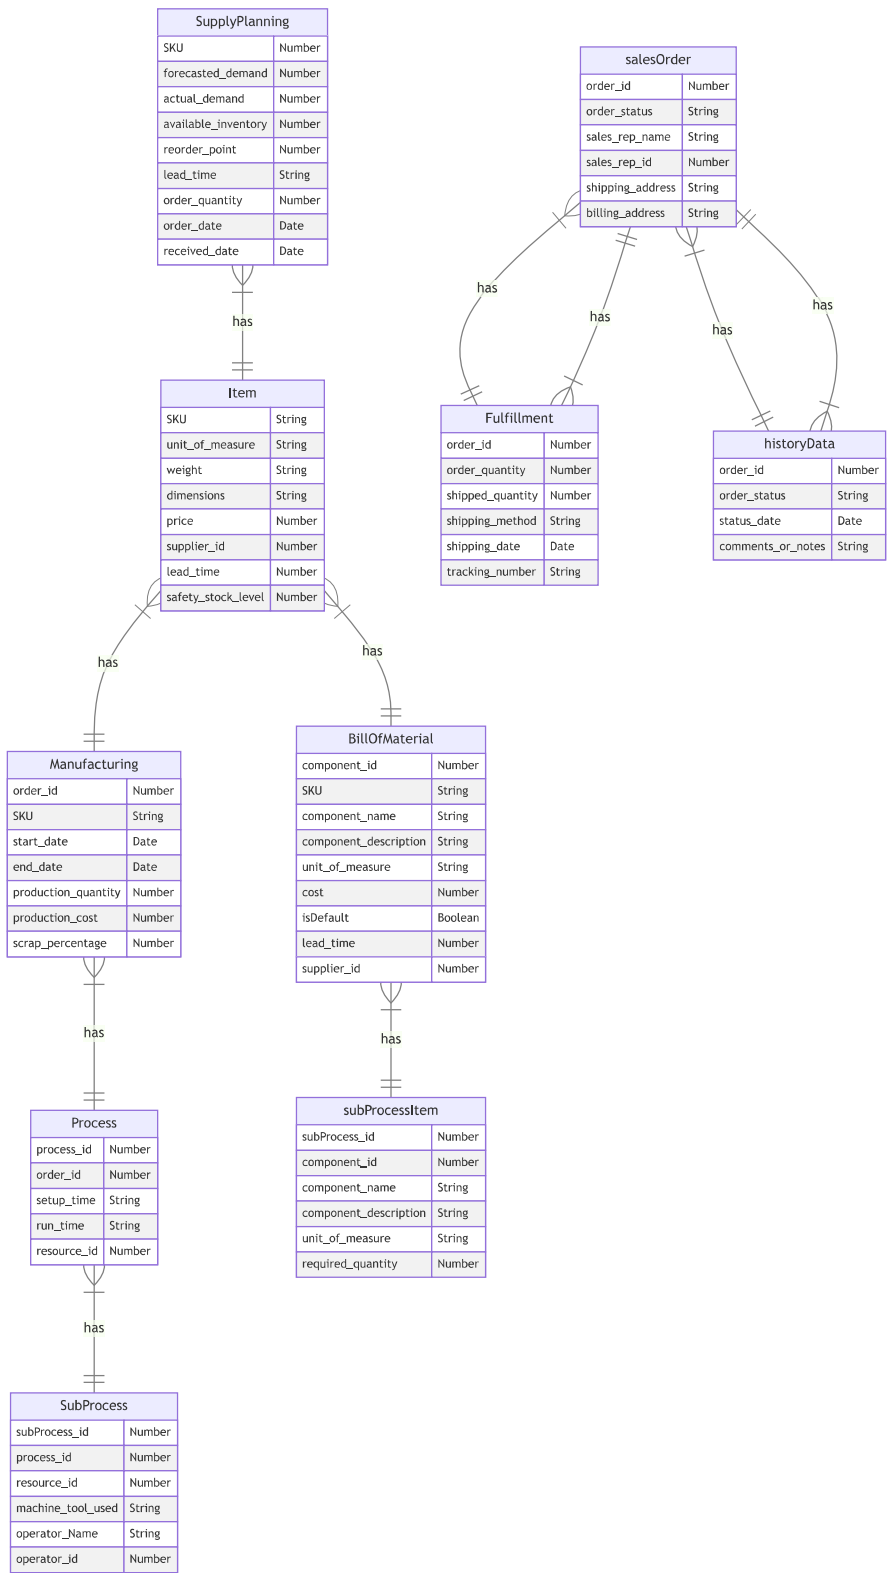 SupplyPlanning
SKU Number
forecasted_demand Number
actual_demand Number
available_inventory Number
reorder_point Number
lead_time String
order_quantity Number
order_date Date
received_date Date
has
Item
SKU String
unit_of_measure String
weight String
dimensions String
price Number
supplier_id Number
lead_time Number
safety_stock_level Number
has
has
Manufacturing
order_id Number
SKU String
start_date Date
end_date Date
production_quantity Number
production_cost Number
scrap_percentage Number
has
Process
process_id Number
order_id Number
setup_time String
run_time String
resource_id Number
has
SubProcess
subProcess_id Number
process_id Number
resource_id Number
machine_tool_used String
operator_Name String
operator_id Number
BillOfMaterial
component_id Number
SKU String
component_name String
component_description String
unit_of_measure String
cost Number
isDefault Boolean
lead_time Number
supplier_id Number
has
subProcessItem
subProcess_id Number
component_id Number
component_name String
component_description String
unit_of_measure String
required_quantity Number
salesOrder
order_id Number
order_status String
sales_rep_name String
sales_rep_id Number
shipping_address String
billing_address String
has
has
has
has
Fulfillment
order_id Number
order_quantity Number
shipped_quantity Number
shipping_method String
shipping_date Date
tracking_number String
historyData
order_id Number
order_status String
status_date Date
comments_or_notes String